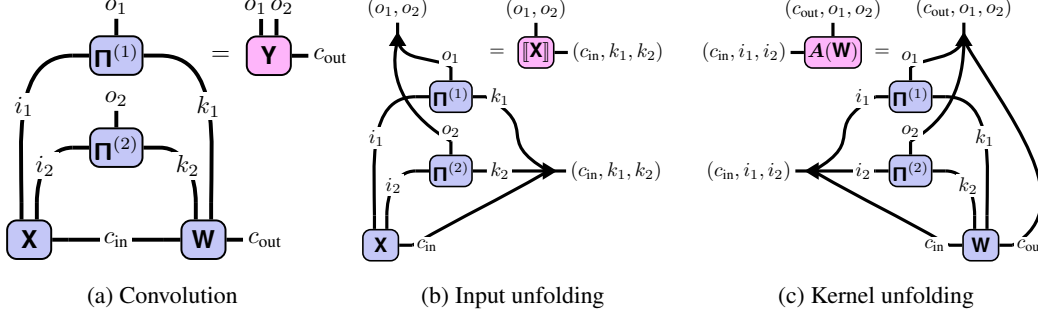 o₁
Π⁽¹⁾
i₁
k₁
o₂
Π⁽²⁾
i₂
k₂
X
c_in
W
c_out
=
o₁ o₂
Y
c_out
(a) Convolution
(o₁, o₂)
o₁
Π⁽¹⁾
k₁
i₁
o₂
Π⁽²⁾
k₂
(c_in, k₁, k₂)
i₂
X
c_in
=
(o₁, o₂)
⟦X⟧
(c_in, k₁, k₂)
(b) Input unfolding
(c_out, o₁, o₂)
(c_in, i₁, i₂)
A(W)
=
(c_out, o₁, o₂)
o₁
i₁
Π⁽¹⁾
o₂
k₁
(c_in, i₁, i₂)
i₂
Π⁽²⁾
k₂
c_in
W
c_out
(c) Kernel unfolding